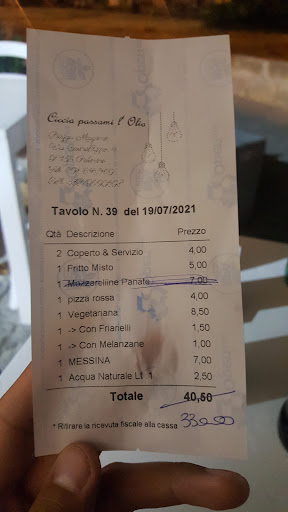 Ciccia passami l' Olio
Tavolo N. 39 del 19/07/2021
Qtà Descrizione Prezzo
2 Coperto & Servizio 4,00
1 Fritto Misto 5,00
1 Mozzarelline Panate 7,00
1 pizza rossa 4,00
1 Vegetariana 8,50
1 -> Con Friarielli 1,50
1 -> Con Melanzane 1,00
1 MESSINA 7,00
1 Acqua Naturale Lt. 1 2,50
Totale 40,50
* Ritirare la ricevuta fiscale alla cassa